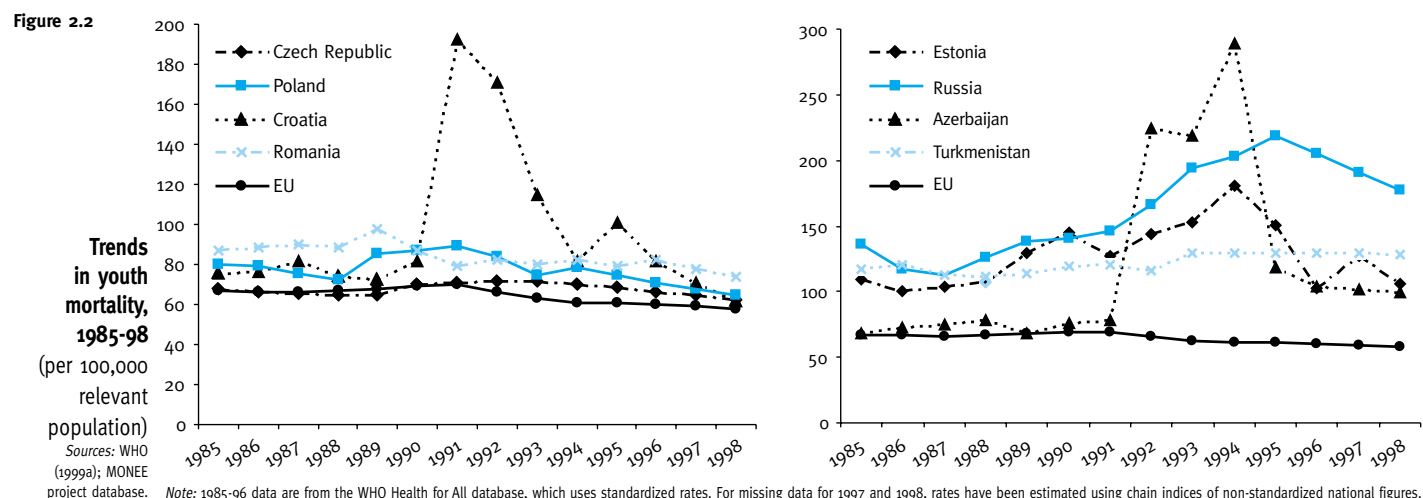 Figure 2.2
Trends
in youth
mortality,
1985-98
(per 100,000
relevant
population)
Sources: WHO
(1999a); MONEE
project database.
200
180
160
140
120
100
80
60
40
20
0
Czech Republic
Poland
Croatia
Romania
EU
1985
1986
1987
1988
1989
1990
1991
1992
1993
1994
1995
1996
1997
1998
300
250
200
150
100
50
0
Estonia
Russia
Azerbaijan
Turkmenistan
EU
1985
1986
1987
1988
1989
1990
1991
1992
1993
1994
1995
1996
1997
1998
Note: 1985-96 data are from the WHO Health for All database, which uses standardized rates. For missing data for 1997 and 1998, rates have been estimated using chain indices of non-standardized national figures.